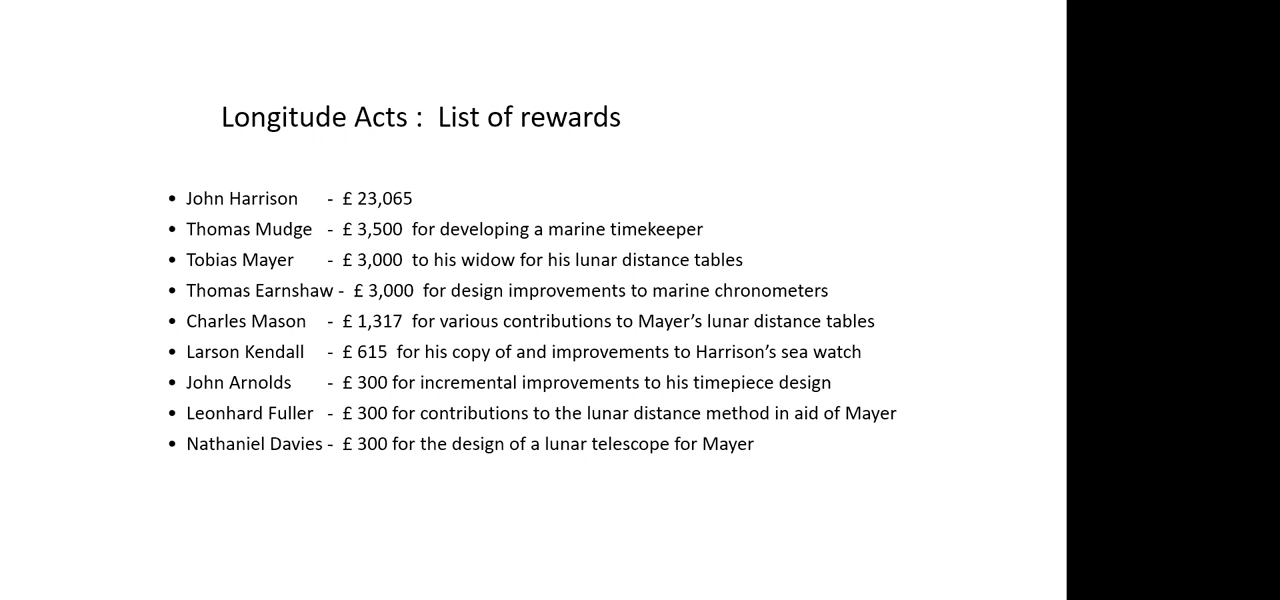 Longitude Acts : List of rewards
• John Harrison - £ 23,065
• Thomas Mudge - £ 3,500 for developing a marine timekeeper
• Tobias Mayer - £ 3,000 to his widow for his lunar distance tables
• Thomas Earnshaw - £ 3,000 for design improvements to marine chronometers
• Charles Mason - £ 1,317 for various contributions to Mayer’s lunar distance tables
• Larson Kendall - £ 615 for his copy of and improvements to Harrison’s sea watch
• John Arnolds - £ 300 for incremental improvements to his timepiece design
• Leonhard Fuller - £ 300 for contributions to the lunar distance method in aid of Mayer
• Nathaniel Davies - £ 300 for the design of a lunar telescope for Mayer